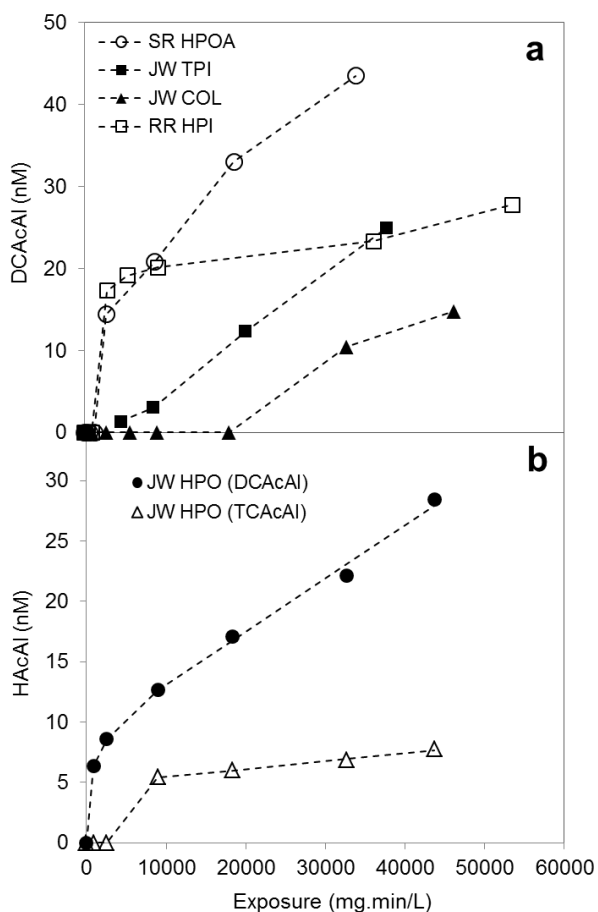 a
SR HPOA
JW TPI
JW COL
RR HPI
50
40
30
20
10
0
DCAcAl (nM)
b
JW HPO (DCAcAl)
JW HPO (TCAcAl)
30
25
20
15
10
5
0
HAcAl (nM)
0 10000 20000 30000 40000 50000 60000
Exposure (mg.min/L)